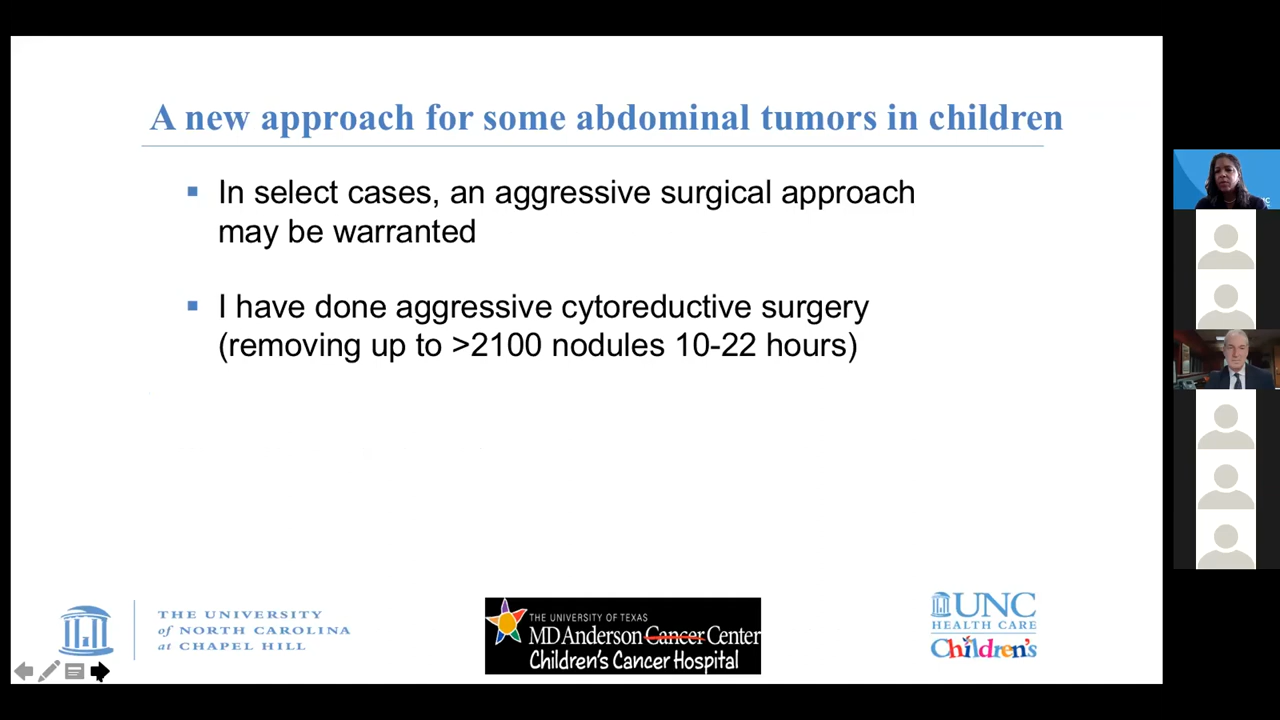 A new approach for some abdominal tumors in children
In select cases, an aggressive surgical approach
may be warranted
I have done aggressive cytoreductive surgery
(removing up to >2100 nodules 10-22 hours)
THE UNIVERSITY
of NORTH CAROLINA
at CHAPEL HILL
THE UNIVERSITY OF TEXAS
MD Anderson Cancer Center
Children's Cancer Hospital
UNC
HEALTH CARE
Children's